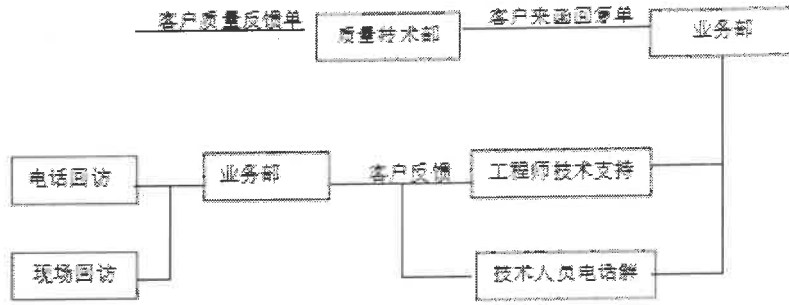 客户质量反馈单
质量技术部
客户来函回复单
业务部
电话回访
业务部
客户反馈
工程师技术支持
现场回访
技术人员电话解